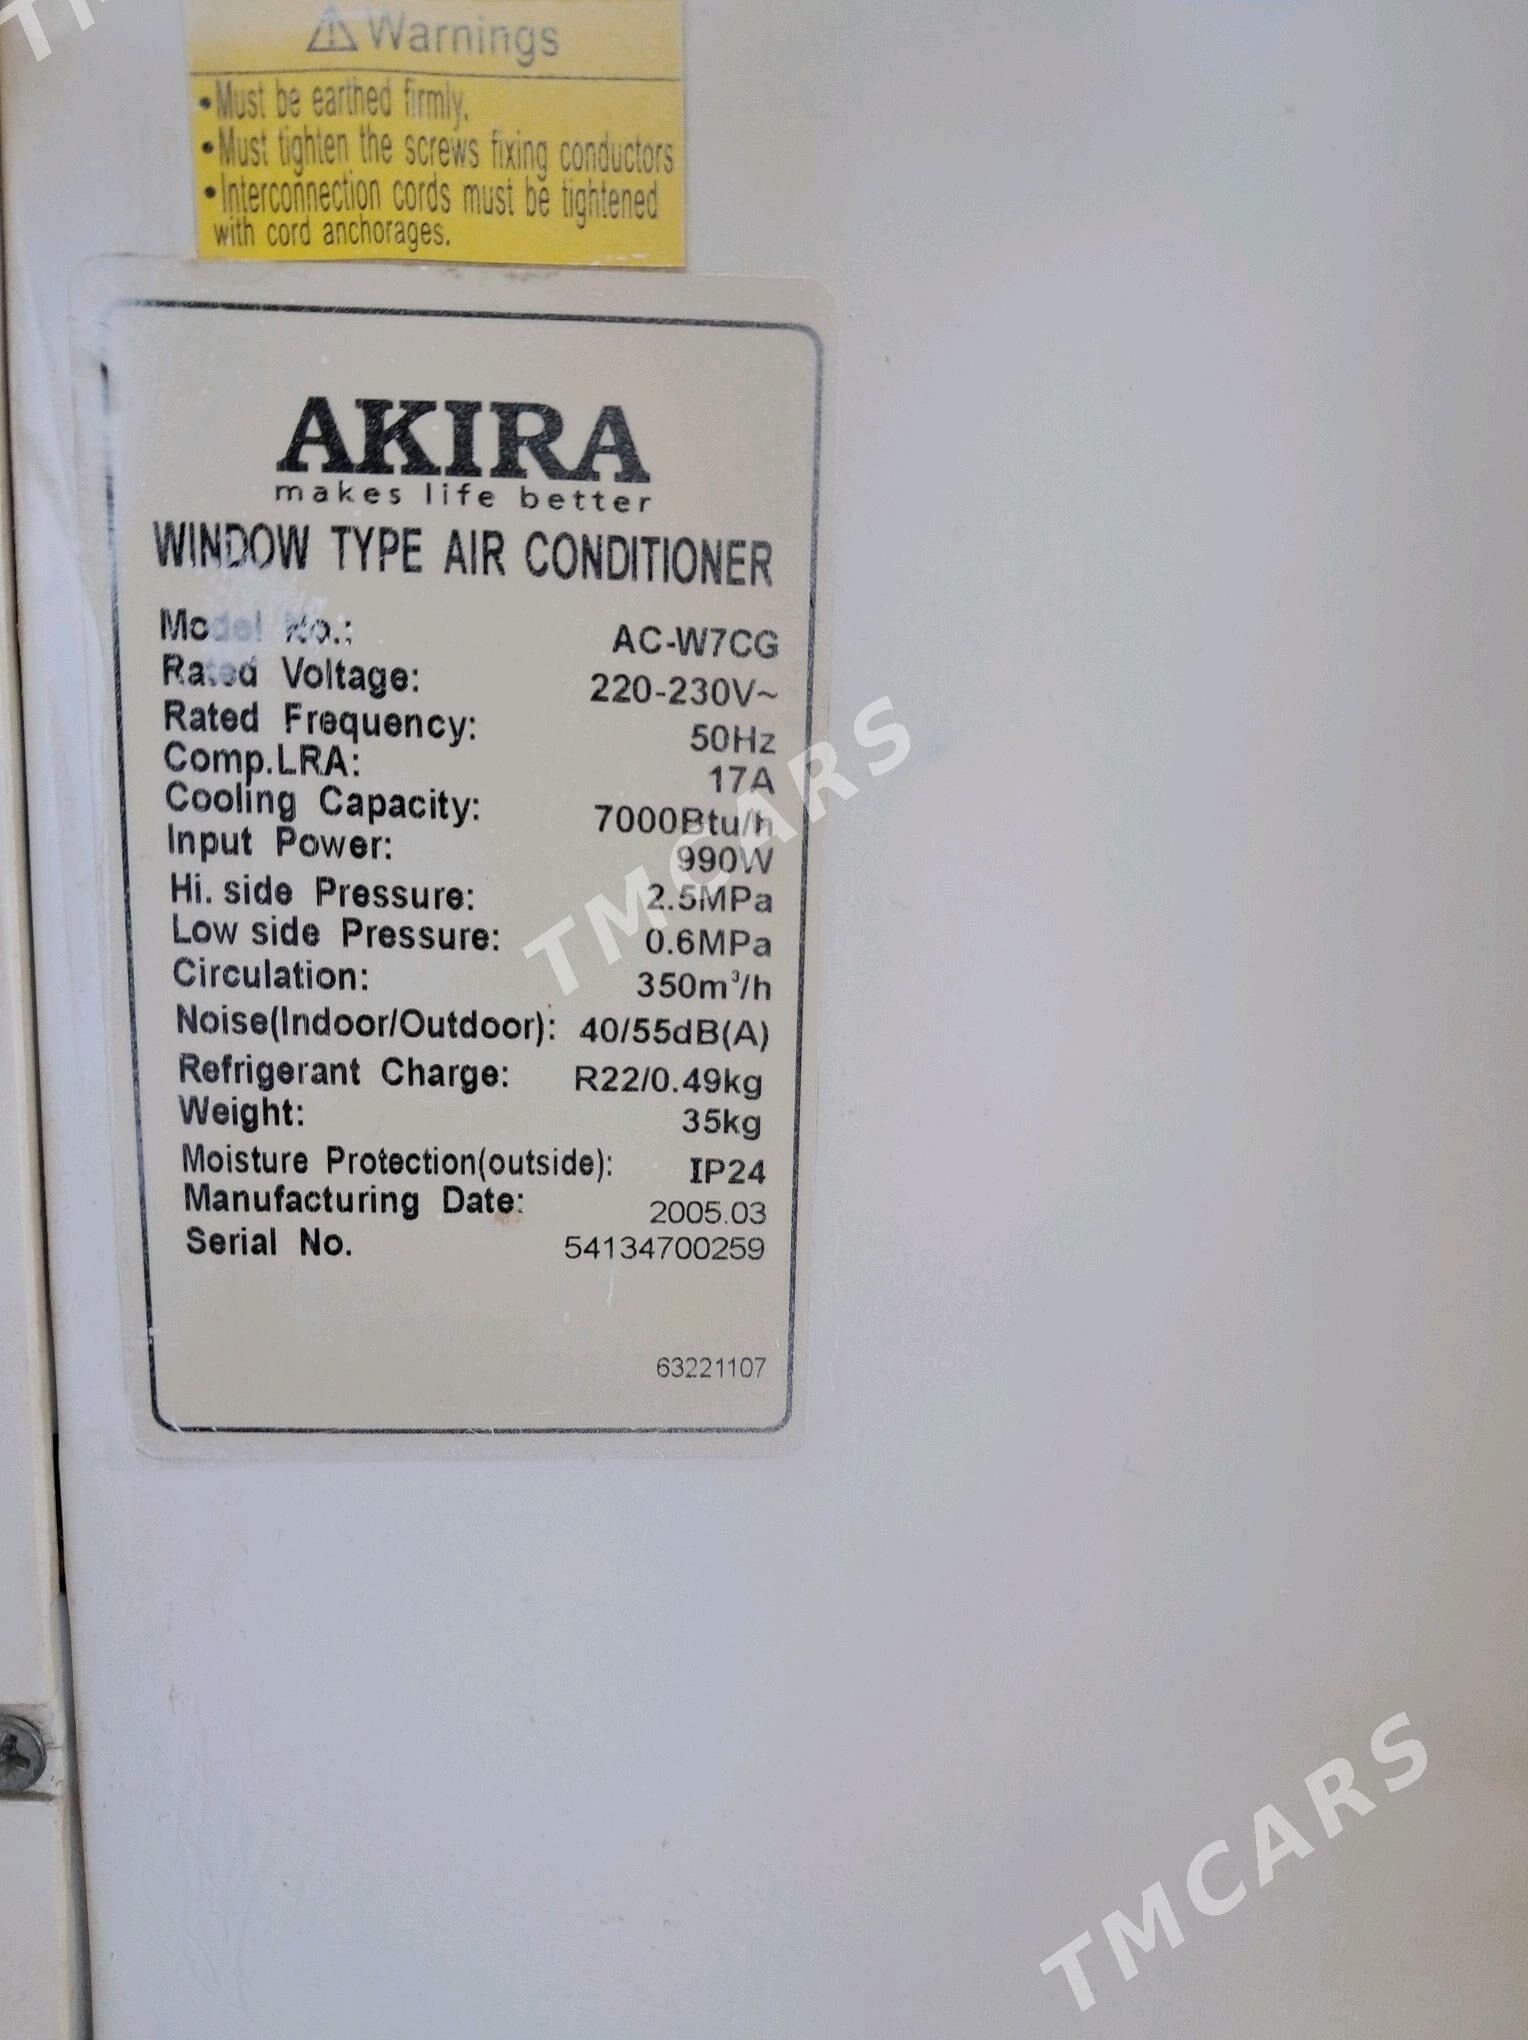 Warnings
•Must be earthed firmly.
•Must tighten the screws fixing conductors
•Interconnection cords must be tightened
with cord anchorages.
AKIRA
makes life better
WINDOW TYPE AIR CONDITIONER
Model No.: AC-W7CG
Rated Voltage: 220-230V~
Rated Frequency: 50Hz
Comp.LRA: 17A
Cooling Capacity: 7000Btu/h
Input Power: 990W
Hi. side Pressure: 2.5MPa
Low side Pressure: 0.6MPa
Circulation: 350m³/h
Noise(Indoor/Outdoor): 40/55dB(A)
Refrigerant Charge: R22/0.49kg
Weight: 35kg
Moisture Protection(outside): IP24
Manufacturing Date: 2005.03
Serial No. 54134700259
63221107
TMCARS
TMCARS